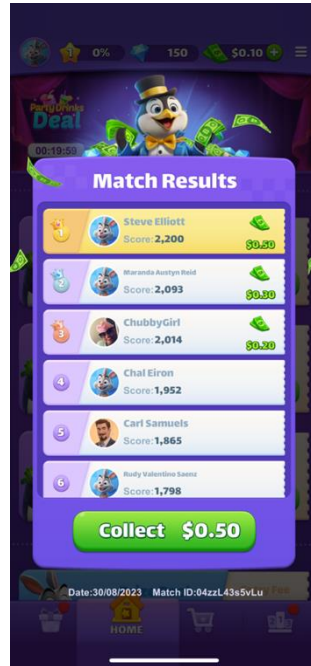 0%
150
$0.10
Party Drinks
Deal
00:19:59
Match Results
1
Steve Elliott
Score:2,200
$0.50
2
Maranda Austyn Reid
Score:2,093
$0.30
3
ChubbyGirl
Score:2,014
$0.20
4
Chal Eiron
Score:1,952
5
Carl Samuels
Score:1,865
6
Rudy Valentino Saenz
Score:1,798
Collect $0.50
Date:30/08/2023 Match ID:04zzL43s5vLu
HOME